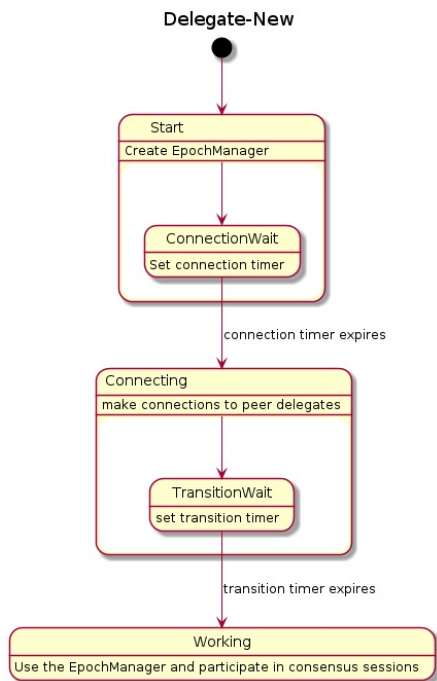 Delegate-New
Start
Create EpochManager
ConnectionWait
Set connection timer
connection timer expires
Connecting
make connections to peer delegates
TransitionWait
set transition timer
transition timer expires
Working
Use the EpochManager and participate in consensus sessions